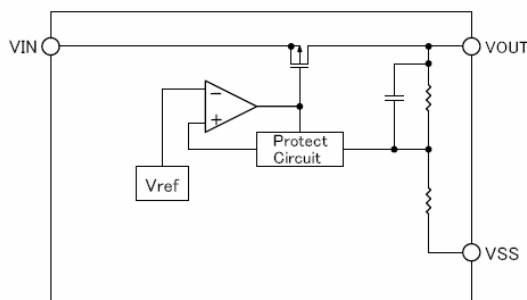 VIN
VOUT
−
+
Protect
Circuit
Vref
VSS